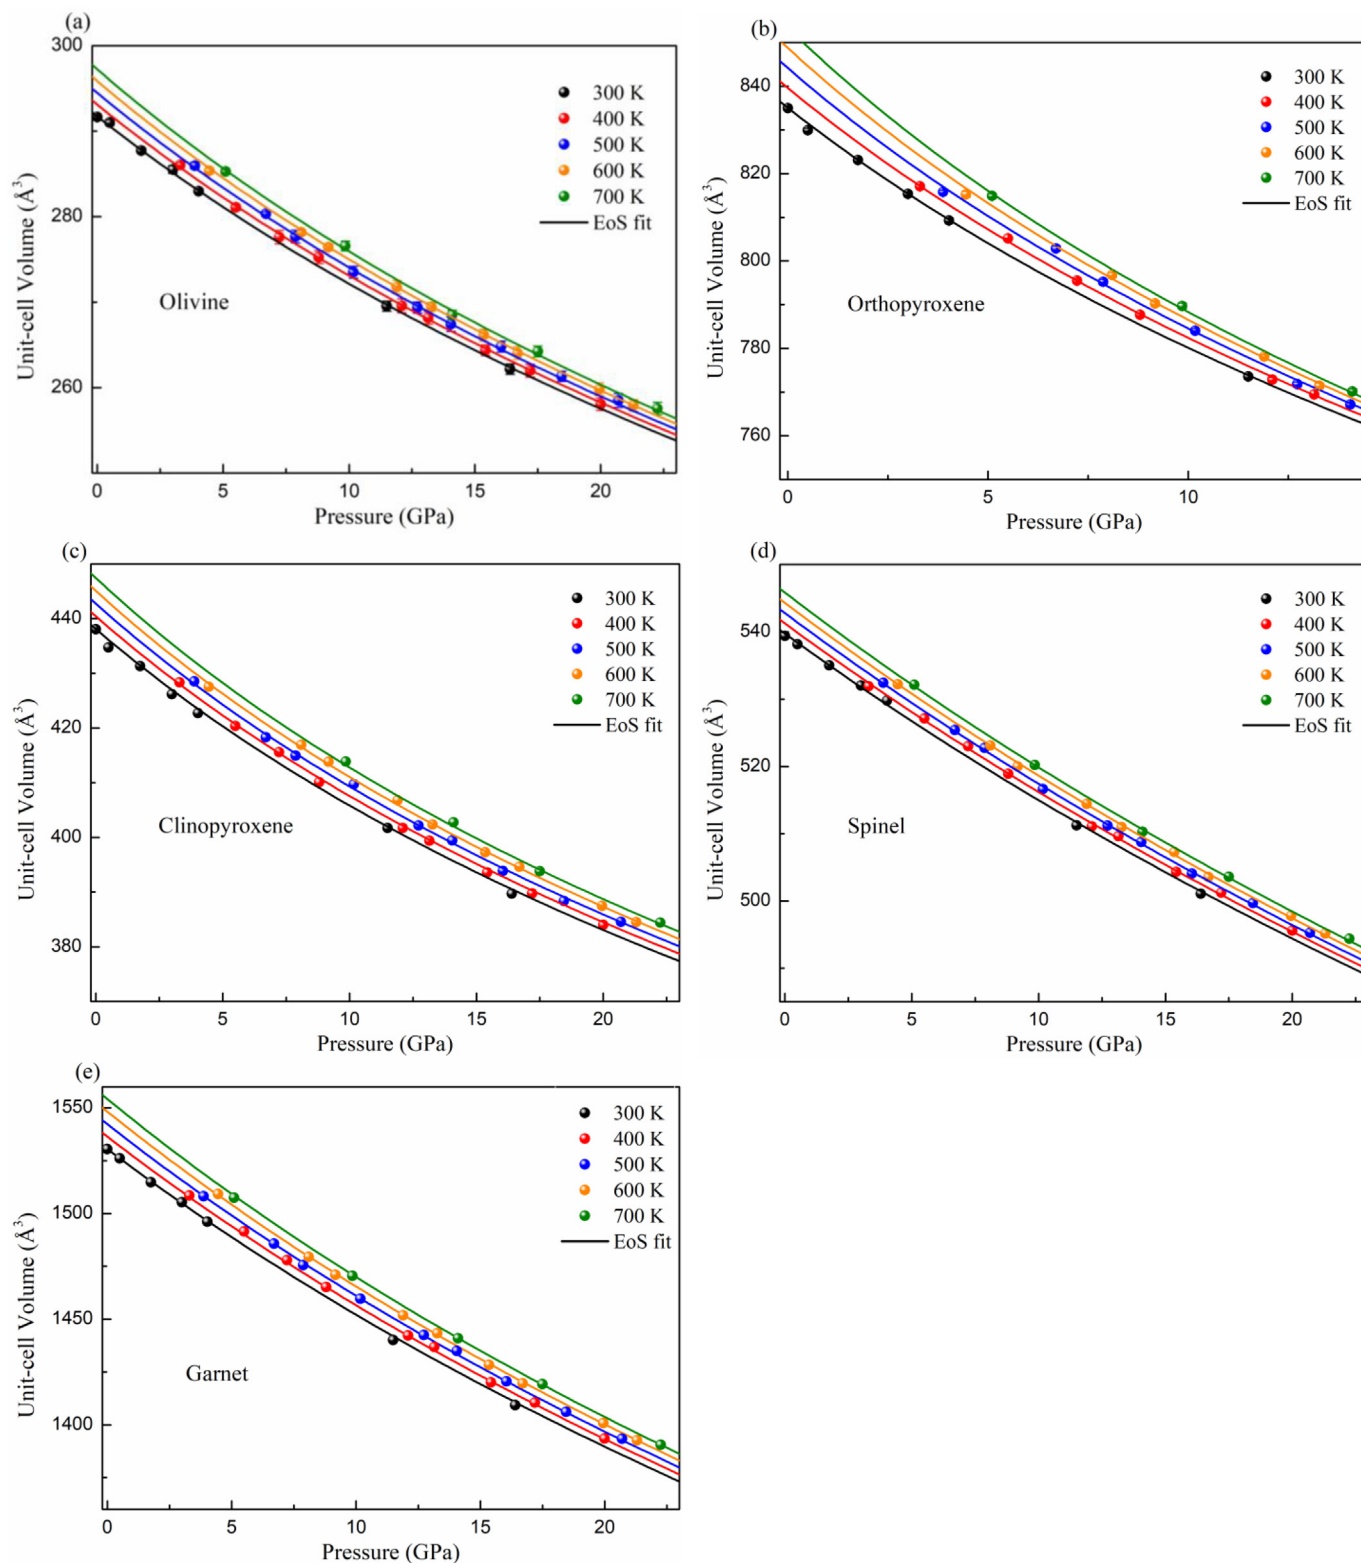 (a)
300
280
260
Unit-cell Volume (Å³)
300 K
400 K
500 K
600 K
700 K
EoS fit
Olivine
0 5 10 15 20
Pressure (GPa)
(b)
840
820
800
780
760
Unit-cell Volume (Å³)
300 K
400 K
500 K
600 K
700 K
EoS fit
Orthopyroxene
0 5 10
Pressure (GPa)
(c)
440
420
400
380
Unit-cell Volume (Å³)
300 K
400 K
500 K
600 K
700 K
EoS fit
Clinopyroxene
0 5 10 15 20
Pressure (GPa)
(d)
540
520
500
Unit-cell Volume (Å³)
300 K
400 K
500 K
600 K
700 K
EoS fit
Spinel
0 5 10 15 20
Pressure (GPa)
(e)
1550
1500
1450
1400
Unit-cell Volume (Å³)
300 K
400 K
500 K
600 K
700 K
EoS fit
Garnet
0 5 10 15 20
Pressure (GPa)